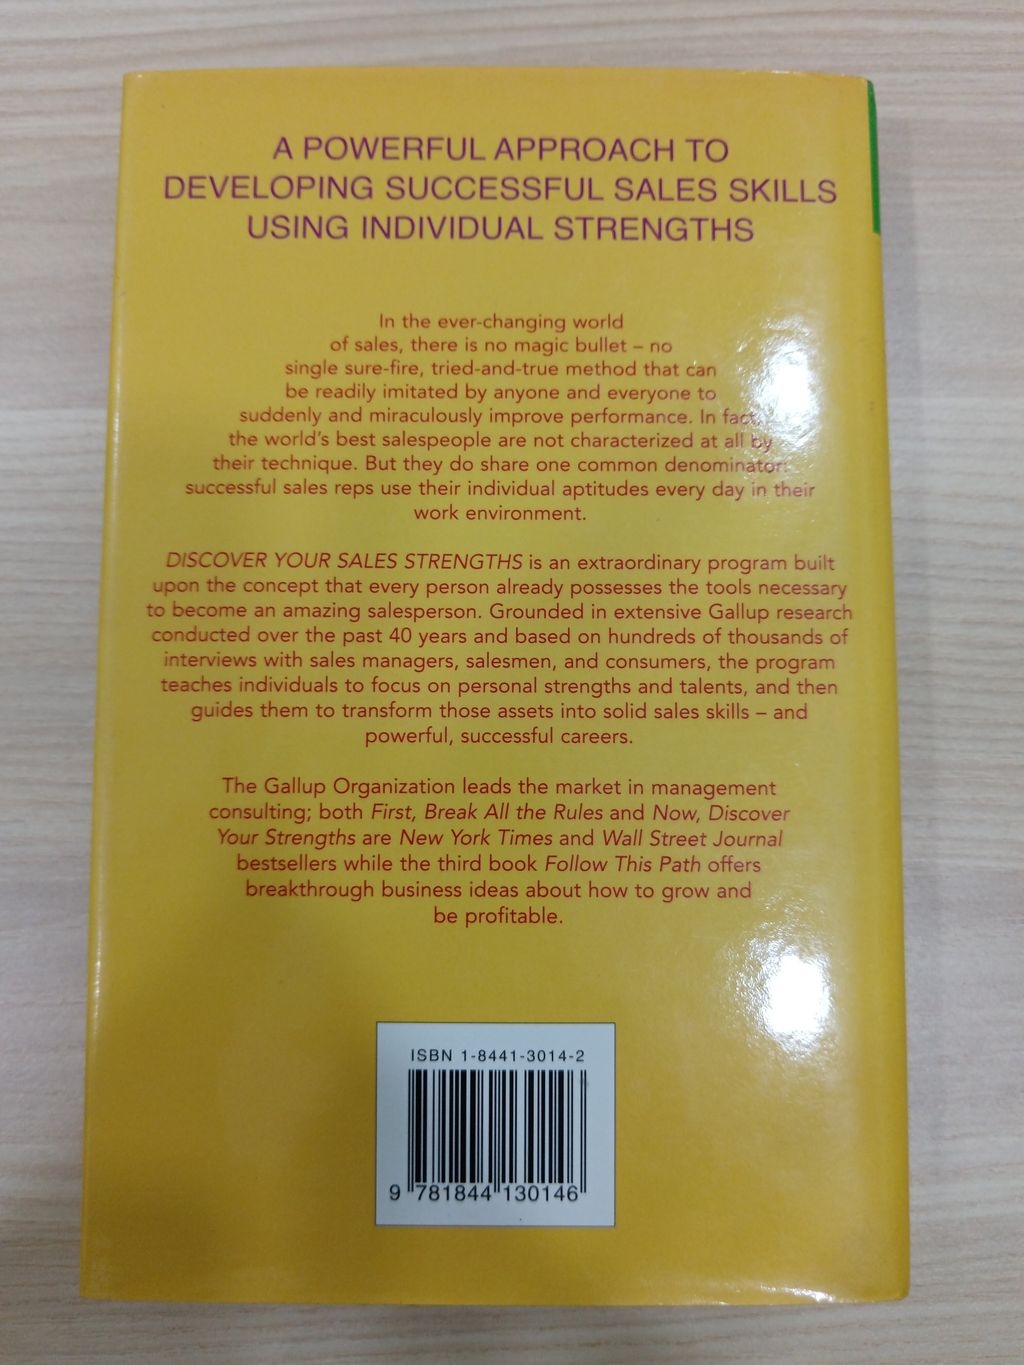 A POWERFUL APPROACH TO
DEVELOPING SUCCESSFUL SALES SKILLS
USING INDIVIDUAL STRENGTHS
In the ever-changing world
of sales, there is no magic bullet – no
single sure-fire, tried-and-true method that can
be readily imitated by anyone and everyone to
suddenly and miraculously improve performance. In fact,
the world's best salespeople are not characterized at all by
their technique. But they do share one common denominator:
successful sales reps use their individual aptitudes every day in their
work environment.
DISCOVER YOUR SALES STRENGTHS is an extraordinary program built
upon the concept that every person already possesses the tools necessary
to become an amazing salesperson. Grounded in extensive Gallup research
conducted over the past 40 years and based on hundreds of thousands of
interviews with sales managers, salesmen, and consumers, the program
teaches individuals to focus on personal strengths and talents, and then
guides them to transform those assets into solid sales skills – and
powerful, successful careers.
The Gallup Organization leads the market in management
consulting; both First, Break All the Rules and Now, Discover
Your Strengths are New York Times and Wall Street Journal
bestsellers while the third book Follow This Path offers
breakthrough business ideas about how to grow and
be profitable.
ISBN 1-8441-3014-2
9 781844 130146